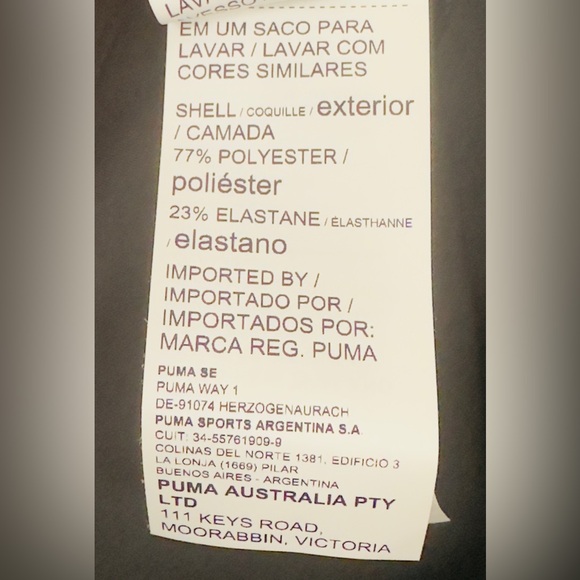 EM UM SACO PARA
LAVAR / LAVAR COM
CORES SIMILARES
SHELL / COQUILLE / exterior
/ CAMADA
77% POLYESTER /
poliéster
23% ELASTANE / ÉLASTHANNE
/ elastano
IMPORTED BY /
IMPORTADO POR /
IMPORTADOS POR:
MARCA REG. PUMA
PUMA SE
PUMA WAY 1
DE-91074 HERZOGENAURACH
PUMA SPORTS ARGENTINA S.A.
CUIT: 34-55761909-9
COLINAS DEL NORTE 1381. EDIFICIO 3
LA LONJA (1669) PILAR
BUENOS AIRES - ARGENTINA
PUMA AUSTRALIA PTY
LTD
111 KEYS ROAD,
MOORABBIN, VICTORIA